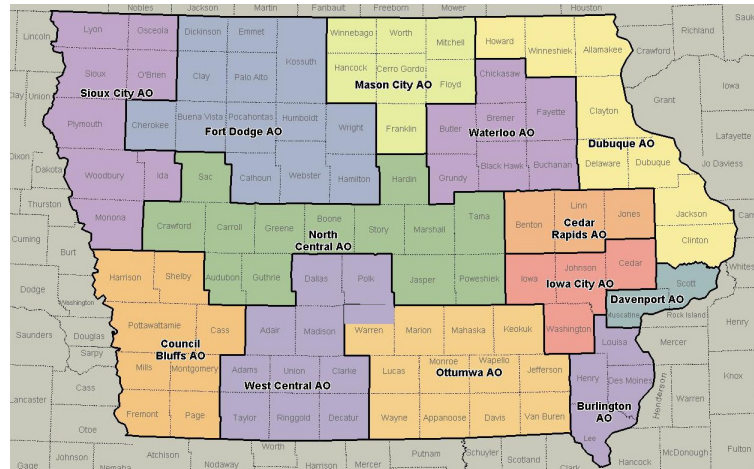 Nobles Jackson Martin Faribault Freeborn Mower Houston
Lincoln Lyon Osceola Dickinson Emmet Winnebago Worth Mitchell Howard Winneshiek Allamakee Crawford Richland
Kossuth
Sioux O'Brien Clay Palo Alto Hancock Cerro Gordo Floyd Chickasaw
Sioux City AO Mason City AO
Clay Union Grant
Plymouth Cherokee Buena Vista Pocahontas Humboldt Wright Franklin Butler Bremer Fayette Clayton Lafayette
Fort Dodge AO Waterloo AO Dubuque AO
Dixon Dakota Woodbury Ida Sac Calhoun Webster Hamilton Hardin Grundy Black Hawk Buchanan Delaware Dubuque Jo Daviess
Thurston
Monona Crawford Carroll Greene Boone Story Marshall Tama Benton Linn Jones Jackson
Cuming Burt North Central AO Cedar Rapids AO Clinton
Harrison Shelby Audubon Guthrie Dallas Polk Jasper Poweshiek Iowa Johnson Cedar Scott
Iowa City AO Davenport AO
Dodge Washington Muscatine Rock Island Henry
Saunders Douglas Pottawattamie Cass Adair Madison Warren Marion Mahaska Keokuk Washington Louisa Mercer
Sarpy Council Bluffs AO
Cass Mills Montgomery Adams Union Clarke Lucas Monroe Wapello Jefferson Henry Des Moines Knox
West Central AO Ottumwa AO Burlington AO Henderson Warren
Lancaster Otoe Fremont Page Taylor Ringgold Decatur Wayne Appanoose Davis Van Buren Lee
Gage Johnson Nemaha Atchison Nodaway Worth Harrison Mercer Putnam Schuyler Scotland Clark Hancock McDonough Fulton